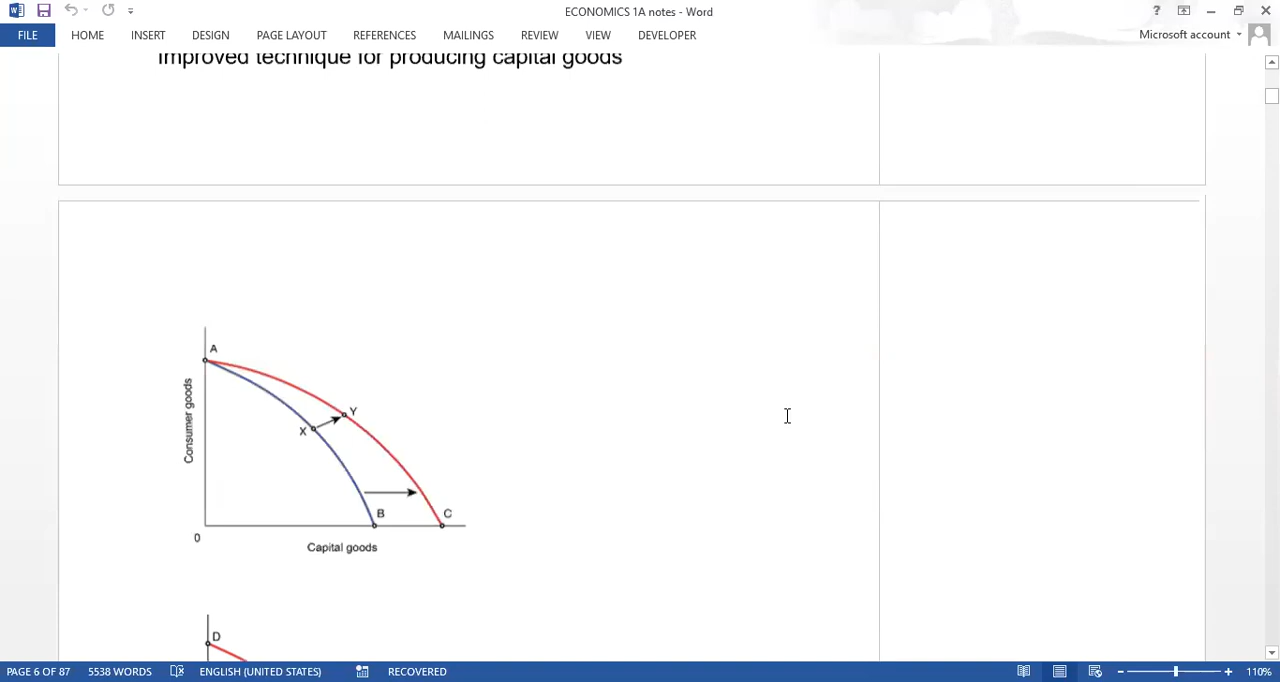 ECONOMICS 1A notes - Word
?
FILE HOME INSERT DESIGN PAGE LAYOUT REFERENCES MAILINGS REVIEW VIEW DEVELOPER Microsoft account
Improved technique for producing capital goods
A
Consumer goods
Y
X
B
C
0
Capital goods
D
PAGE 6 OF 87 5538 WORDS ENGLISH (UNITED STATES) RECOVERED 110%